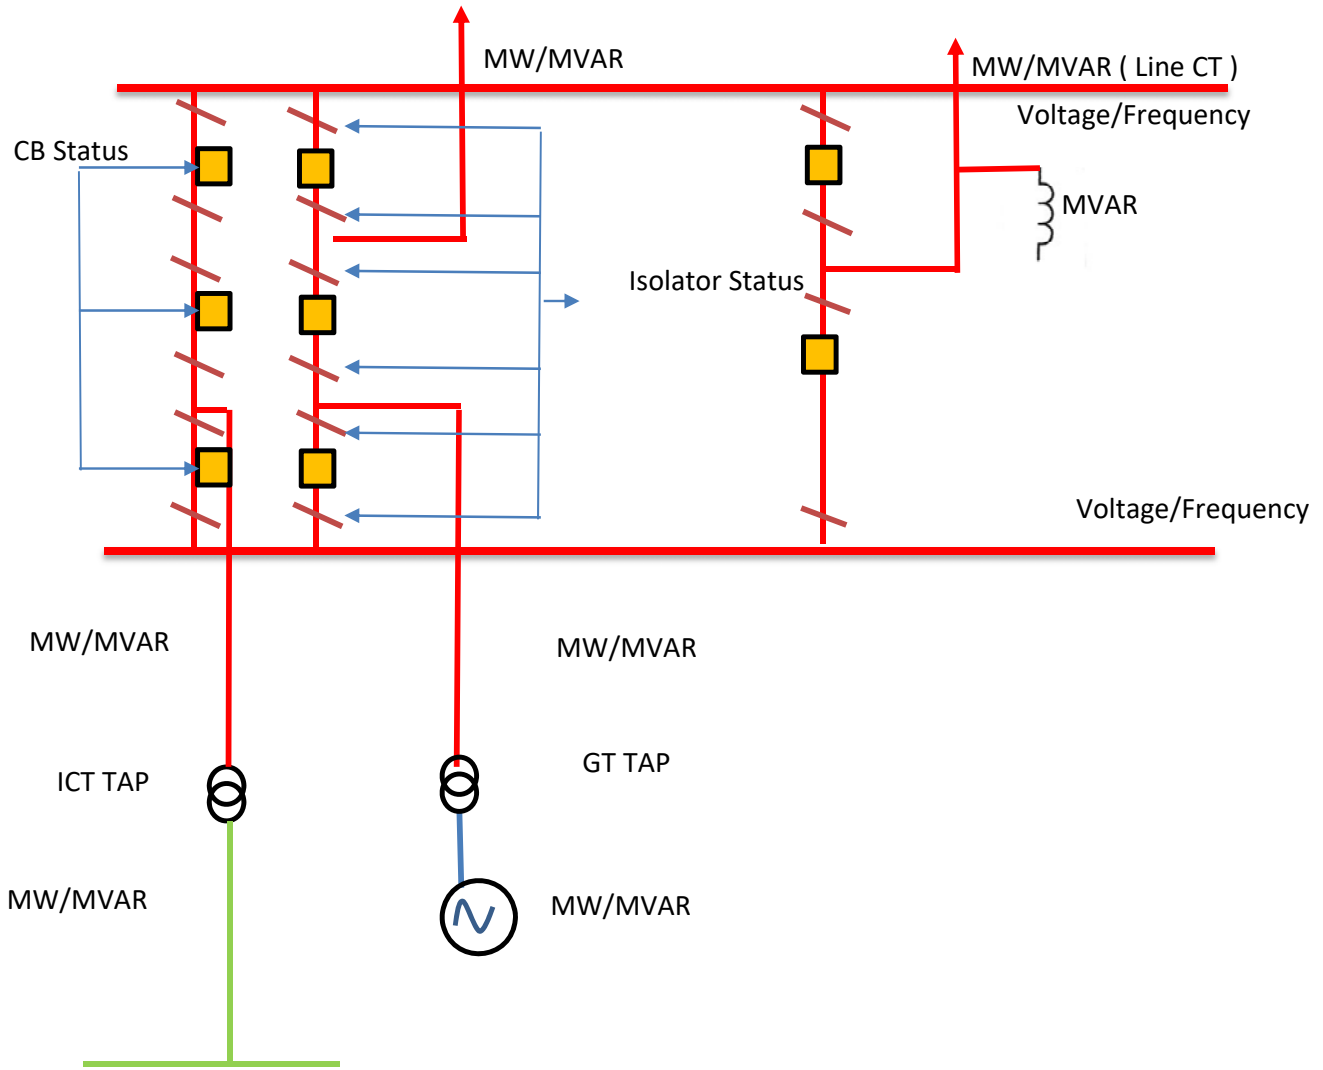 MW/MVAR
MW/MVAR ( Line CT )
Voltage/Frequency
CB Status
MVAR
Isolator Status
Voltage/Frequency
MW/MVAR
MW/MVAR
GT TAP
ICT TAP
MW/MVAR
MW/MVAR